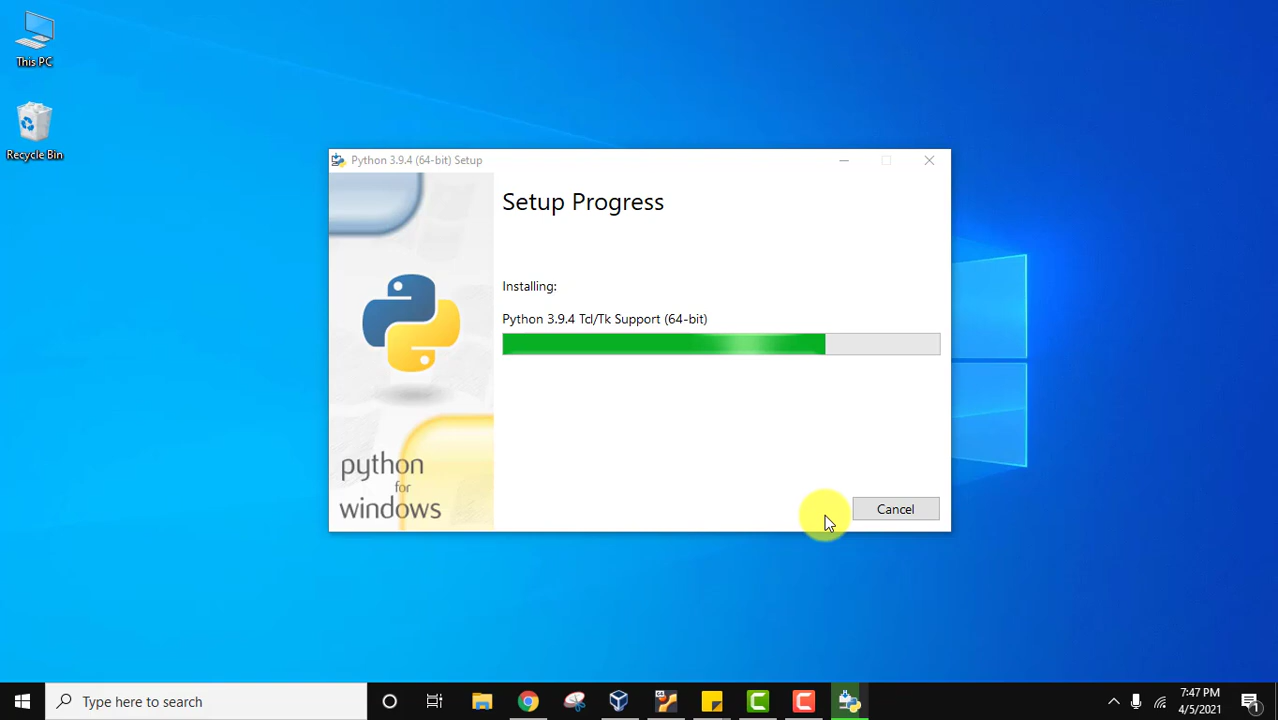 This PC
Recycle Bin
Python 3.9.4 (64-bit) Setup
Setup Progress
Installing:
Python 3.9.4 Tcl/Tk Support (64-bit)
python
for
windows
Cancel
Type here to search
7:47 PM
4/5/2021
1